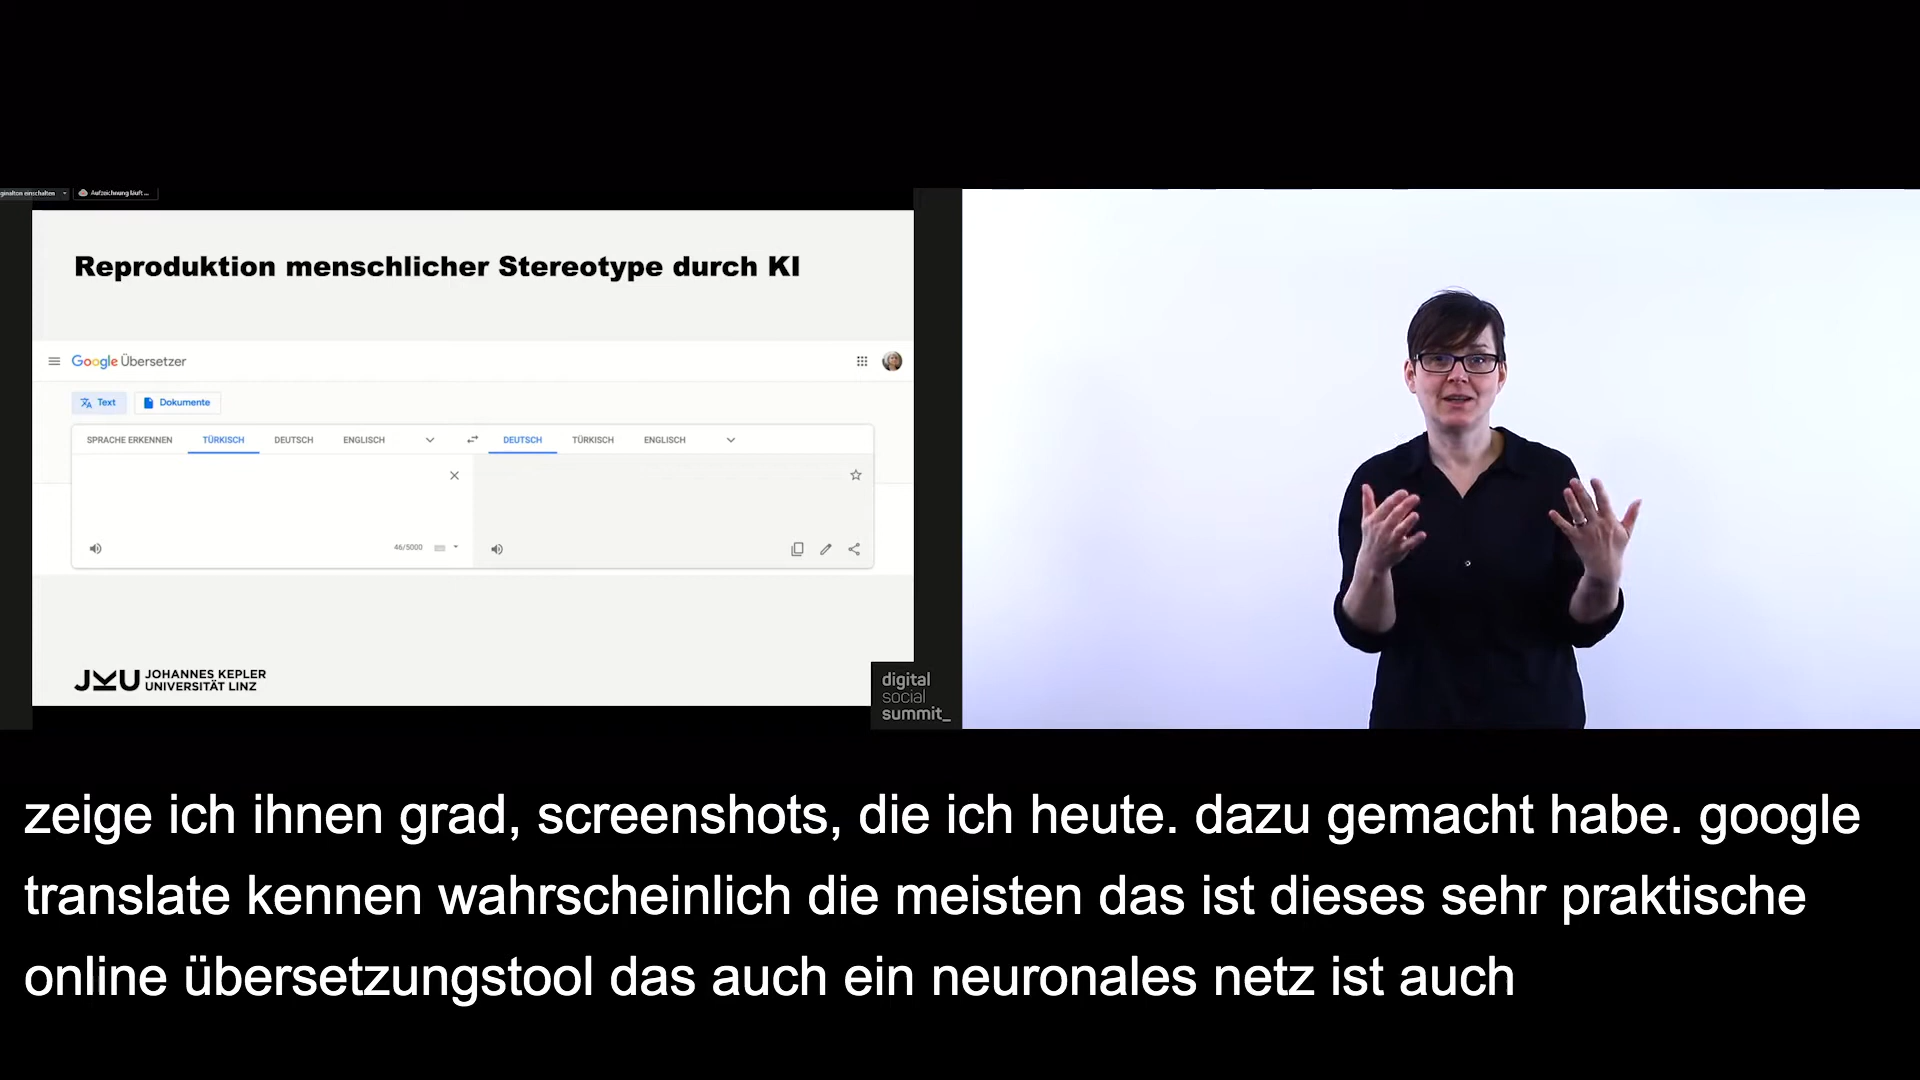 Aufzeichnung läuft ...
Reproduktion menschlicher Stereotype durch KI
Google Übersetzer
Text
Dokumente
SPRACHE ERKENNEN
TÜRKISCH
DEUTSCH
ENGLISCH
DEUTSCH
TÜRKISCH
ENGLISCH
46/5000
JKU JOHANNES KEPLER
UNIVERSITÄT LINZ
digital
social
summit_
zeige ich ihnen grad, screenshots, die ich heute. dazu gemacht habe. google
translate kennen wahrscheinlich die meisten das ist dieses sehr praktische
online übersetzungstool das auch ein neuronales netz ist auch